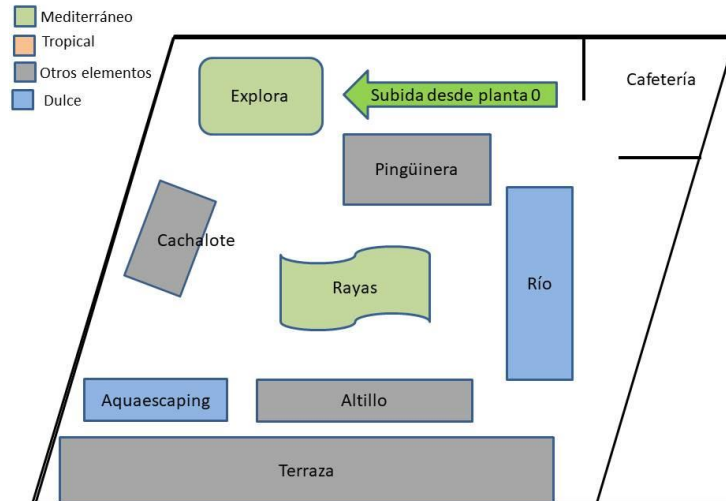 Mediterráneo
Tropical
Otros elementos
Dulce
Explora
Subida desde planta 0
Cafetería
Pingüinera
Cachalote
Rayas
Río
Aquaescaping
Altillo
Terraza